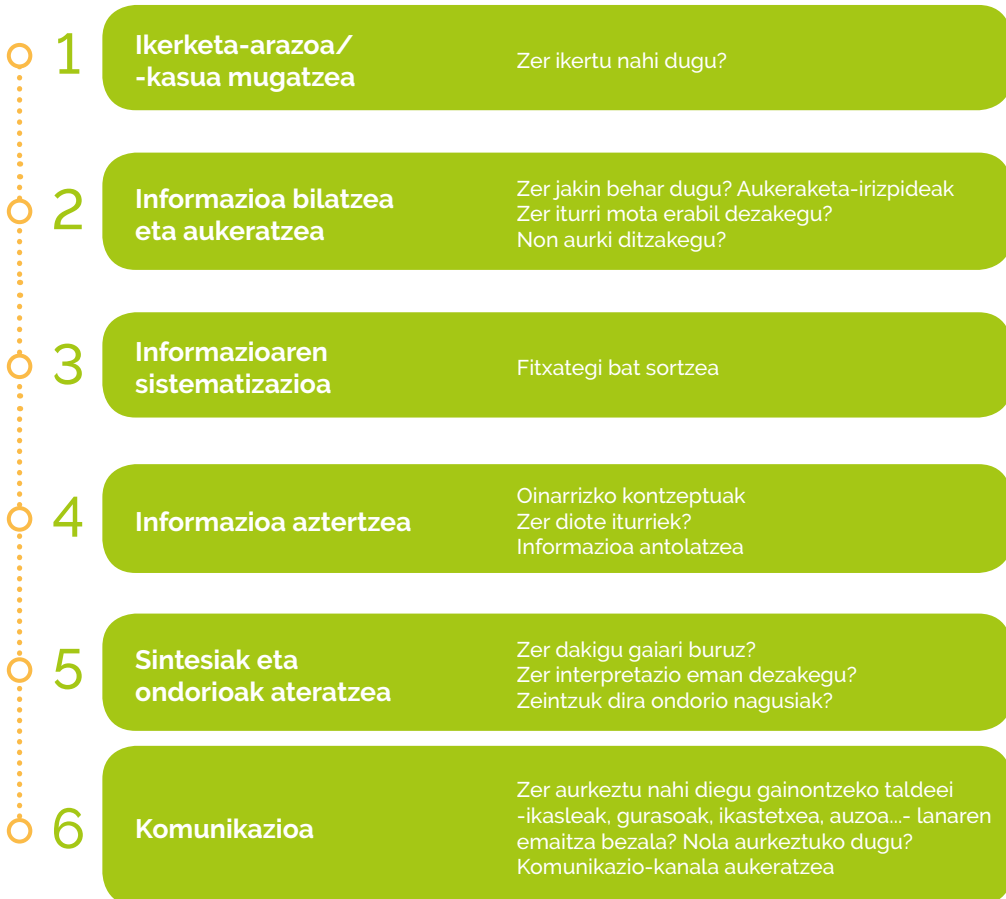 1
Ikerketa-arazoa/
-kasua mugatzea
Zer ikertu nahi dugu?
2
Informazioa bilatzea
eta aukeratzea
Zer jakin behar dugu? Aukeraketa-irizpideak
Zer iturri mota erabil dezakegu?
Non aurki ditzakegu?
3
Informazioaren
sistematizazioa
Fitxategi bat sortzea
4
Informazioa aztertzea
Oinarrizko kontzeptuak
Zer diote iturriek?
Informazioa antolatzea
5
Sintesiak eta
ondorioak ateratzea
Zer dakigu gaiari buruz?
Zer interpretazio eman dezakegu?
Zeintzuk dira ondorio nagusiak?
6
Komunikazioa
Zer aurkeztu nahi diegu gainontzeko taldeei
-ikasleak, gurasoak, ikastetxea, auzoa...- lanaren
emaitza bezala? Nola aurkeztuko dugu?
Komunikazio-kanala aukeratzea